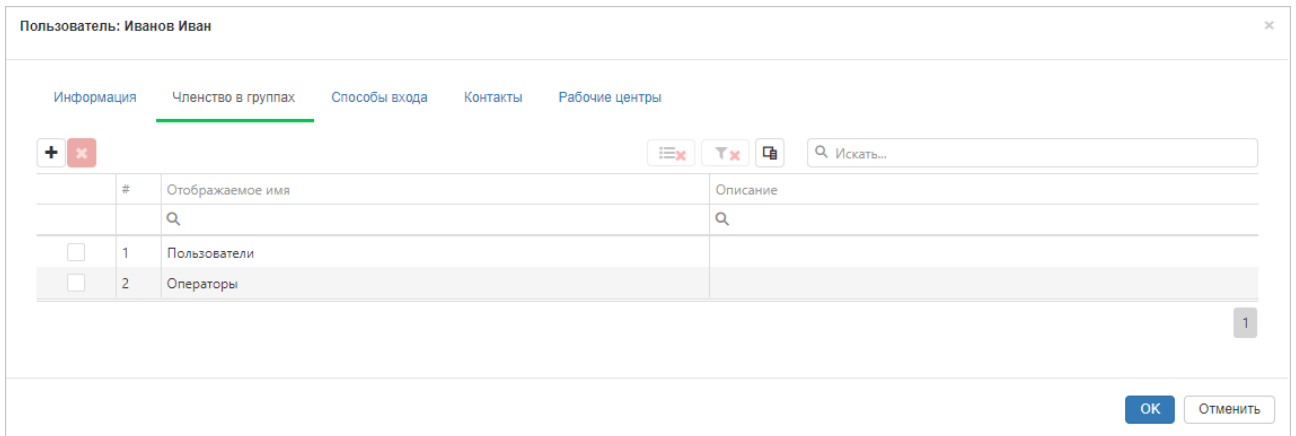 Пользователь: Иванов Иван
Информация Членство в группах Способы входа Контакты Рабочие центры
Искать...
# Отображаемое имя Описание
1 Пользователи
2 Операторы
1
OK Отменить